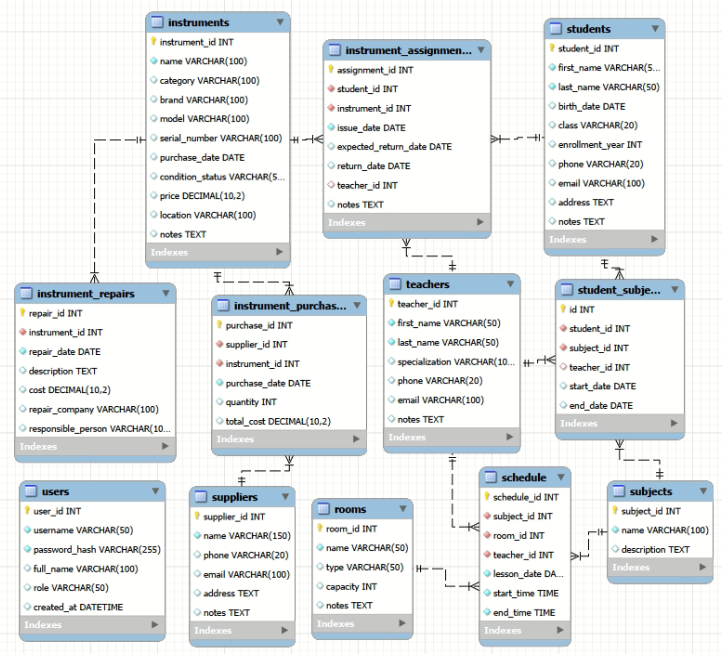 instruments
instrument_id INT
name VARCHAR(100)
category VARCHAR(100)
brand VARCHAR(100)
model VARCHAR(100)
serial_number VARCHAR(100)
purchase_date DATE
condition_status VARCHAR(5...
price DECIMAL(10,2)
location VARCHAR(100)
notes TEXT
Indexes
instrument_assignmen...
assignment_id INT
student_id INT
instrument_id INT
issue_date DATE
expected_return_date DATE
return_date DATE
teacher_id INT
notes TEXT
Indexes
students
student_id INT
first_name VARCHAR(5...
last_name VARCHAR(50)
birth_date DATE
class VARCHAR(20)
enrollment_year INT
phone VARCHAR(20)
email VARCHAR(100)
address TEXT
notes TEXT
Indexes
instrument_repairs
repair_id INT
instrument_id INT
repair_date DATE
description TEXT
cost DECIMAL(10,2)
repair_company VARCHAR(100)
responsible_person VARCHAR(10...
Indexes
instrument_purchas...
purchase_id INT
supplier_id INT
instrument_id INT
purchase_date DATE
quantity INT
total_cost DECIMAL(10,2)
Indexes
teachers
teacher_id INT
first_name VARCHAR(50)
last_name VARCHAR(50)
specialization VARCHAR(10...
phone VARCHAR(20)
email VARCHAR(100)
notes TEXT
Indexes
student_subje...
id INT
student_id INT
subject_id INT
teacher_id INT
start_date DATE
end_date DATE
Indexes
users
user_id INT
username VARCHAR(50)
password_hash VARCHAR(255)
full_name VARCHAR(100)
role VARCHAR(50)
created_at DATETIME
Indexes
suppliers
supplier_id INT
name VARCHAR(150)
phone VARCHAR(20)
email VARCHAR(100)
address TEXT
notes TEXT
Indexes
rooms
room_id INT
name VARCHAR(50)
type VARCHAR(50)
capacity INT
notes TEXT
Indexes
schedule
schedule_id INT
subject_id INT
room_id INT
teacher_id INT
lesson_date DA...
start_time TIME
end_time TIME
Indexes
subjects
subject_id INT
name VARCHAR(100)
description TEXT
Indexes